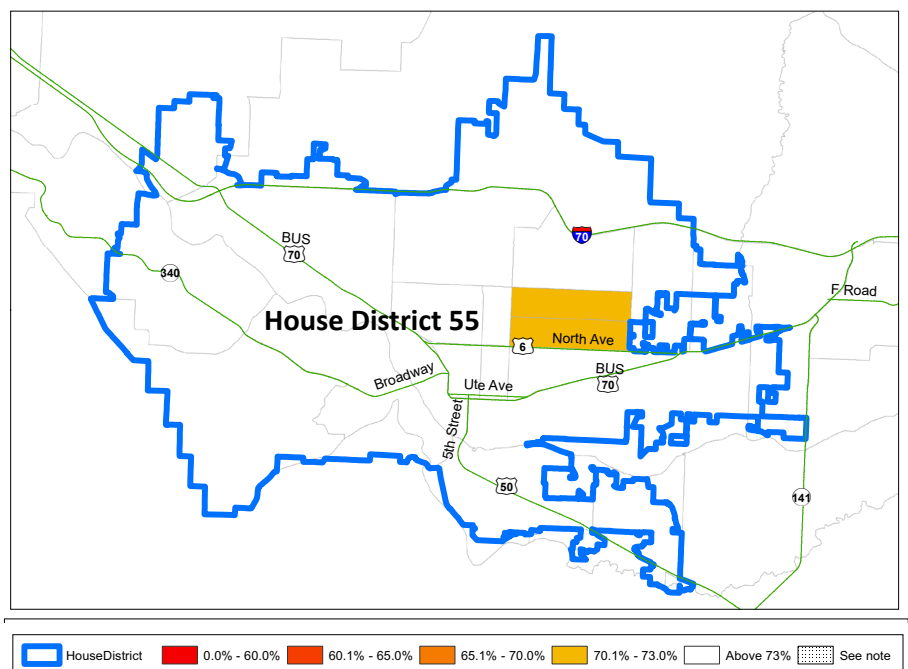 70
BUS
70
340
F Road
House District 55
6
North Ave
Broadway
BUS
70
Ute Ave
5th Street
50
141
HouseDistrict
0.0% - 60.0%
60.1% - 65.0%
65.1% - 70.0%
70.1% - 73.0%
Above 73%
See note